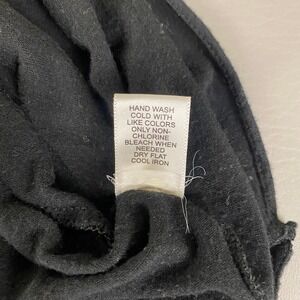 HAND WASH
COLD WITH
LIKE COLORS
ONLY NON-
CHLORINE
BLEACH WHEN
NEEDED
DRY FLAT
COOL IRON